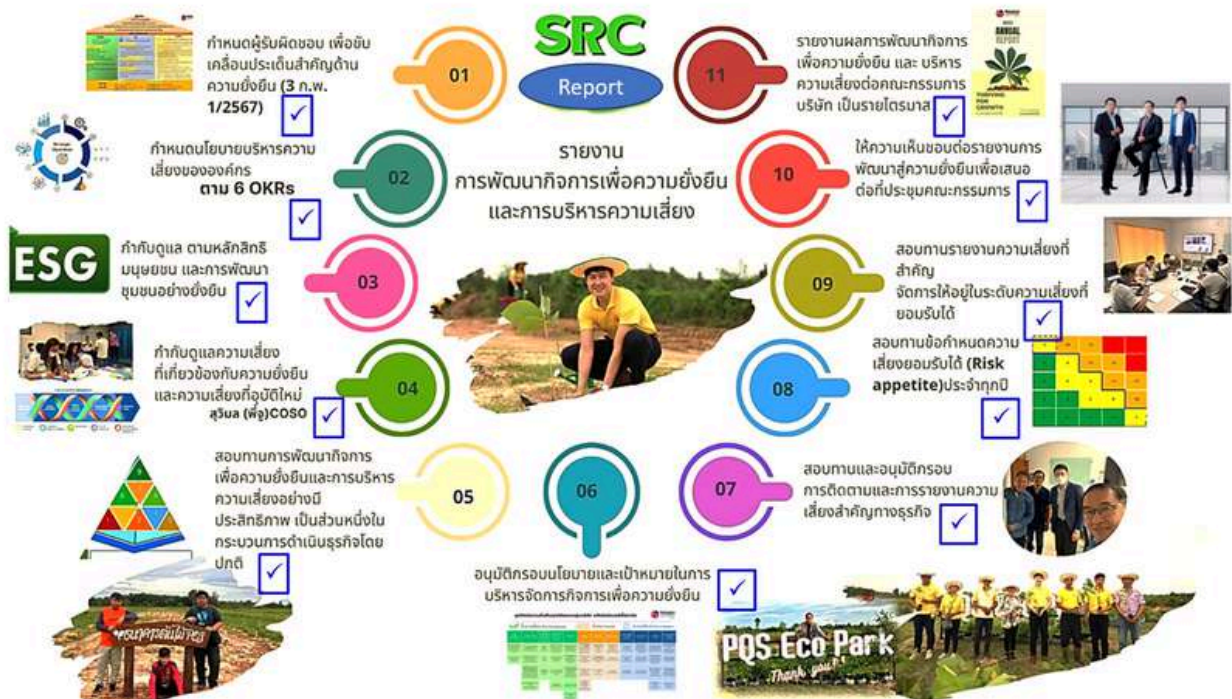 SRC
Report
รายงาน
การพัฒนากิจการเพื่อความยั่งยืน
และการบริหารความเสี่ยง
01
กำหนดผู้รับผิดชอบ เพื่อขับ
เคลื่อนประเด็นสำคัญด้าน
ความยั่งยืน (3 ก.พ.
1/2567)
02
กำหนดนโยบายบริหารความ
เสี่ยงขององค์กร
ตาม 6 OKRs
03
ESG
กำกับดูแล ตามหลักสิทธิ
มนุษยชน และการพัฒนา
ชุมชนอย่างยั่งยืน
04
กำกับดูแลความเสี่ยง
ที่เกี่ยวข้องกับความยั่งยืน
และความเสี่ยงที่อุบัติใหม่
สุวิมล (พี่จู)COSO
05
สอบทานการพัฒนากิจการ
เพื่อความยั่งยืนและการบริหาร
ความเสี่ยงอย่างมี
ประสิทธิภาพ เป็นส่วนหนึ่งใน
กระบวนการดำเนินธุรกิจโดย
ปกติ
06
อนุมัติกรอบนโยบายและเป้าหมายในการ
บริหารจัดการกิจการเพื่อความยั่งยืน
PQS Eco Park
Thank you!
07
สอบทานและอนุมัติกรอบ
การติดตามและการรายงานความ
เสี่ยงสำคัญทางธุรกิจ
08
สอบทานข้อกำหนดความ
เสี่ยงยอมรับได้ (Risk
appetite)ประจำทุกปี
09
สอบทานรายงานความเสี่ยงที่
สำคัญ
จัดการให้อยู่ในระดับความเสี่ยงที่
ยอมรับได้
10
ให้ความเห็นชอบต่อรายงานการ
พัฒนาสู่ความยั่งยืนเพื่อเสนอ
ต่อที่ประชุมคณะกรรมการ
11
รายงานผลการพัฒนากิจการ
เพื่อความยั่งยืน และ บริหาร
ความเสี่ยงต่อคณะกรรมการ
บริษัท เป็นรายไตรมาส
ANNUAL
REPORT
THRIVING
FOR
GROWTH